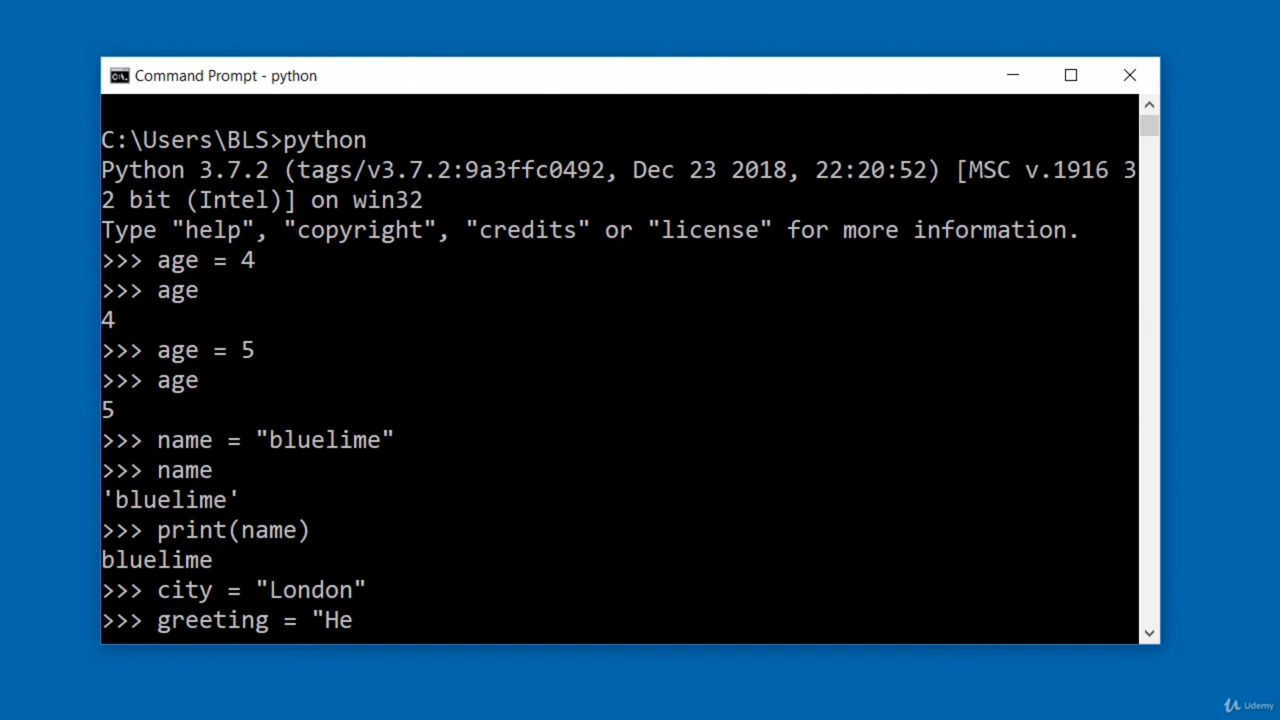 Command Prompt - python
C:\Users\BLS>python
Python 3.7.2 (tags/v3.7.2:9a3ffc0492, Dec 23 2018, 22:20:52) [MSC v.1916 3
2 bit (Intel)] on win32
Type "help", "copyright", "credits" or "license" for more information.
>>> age = 4
>>> age
4
>>> age = 5
>>> age
5
>>> name = "bluelime"
>>> name
'bluelime'
>>> print(name)
bluelime
>>> city = "London"
>>> greeting = "He
Udemy